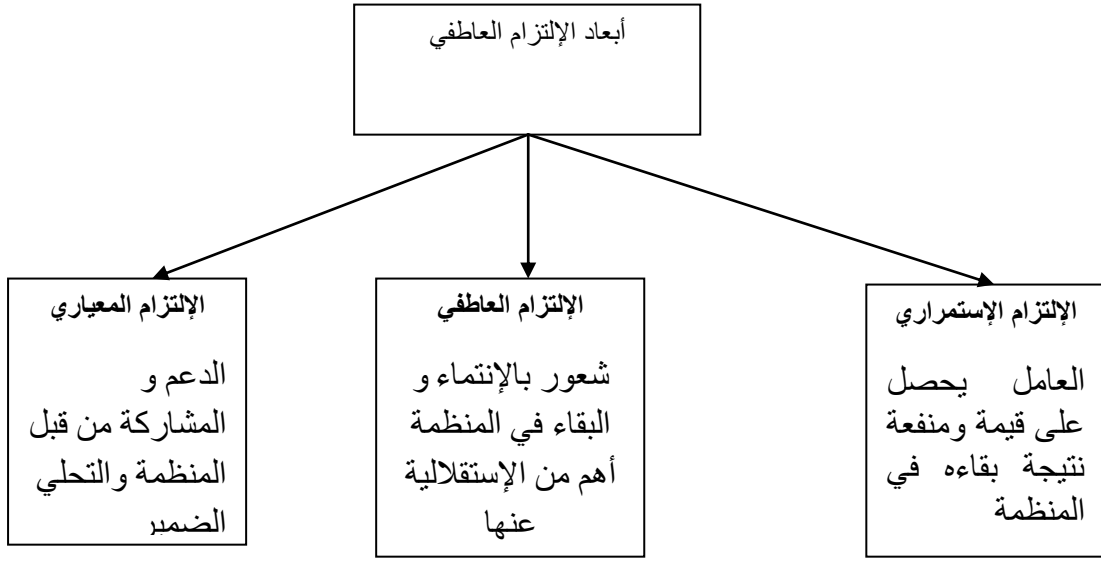 أبعاد الإلتزام العاطفي
الإلتزام الإستمراري
العامل يحصل
على قيمة ومنفعة
نتيجة بقاءه في
المنظمة
الإلتزام العاطفي
شعور بالإنتماء و
البقاء في المنظمة
أهم من الإستقلالية
عنها
الإلتزام المعياري
الدعم و
المشاركة من قبل
المنظمة والتحلي
الضمير